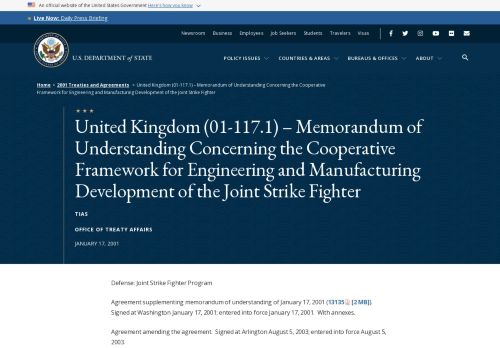 An official website of the United States Government Here's how you know
Live Now: Daily Press Briefing
Newsroom Business Employees Job Seekers Students Travelers Visas
U.S. DEPARTMENT of STATE
POLICY ISSUES COUNTRIES & AREAS BUREAUS & OFFICES ABOUT
Home > 2001 Treaties and Agreements > United Kingdom (01-117.1) – Memorandum of Understanding Concerning the Cooperative
Framework for Engineering and Manufacturing Development of the Joint Strike Fighter
United Kingdom (01-117.1) – Memorandum of
Understanding Concerning the Cooperative
Framework for Engineering and Manufacturing
Development of the Joint Strike Fighter
TIAS
OFFICE OF TREATY AFFAIRS
JANUARY 17, 2001
Defense: Joint Strike Fighter Program
Agreement supplementing memorandum of understanding of January 17, 2001 (13135 [2 MB]).
Signed at Washington January 17, 2001; entered into force January 17, 2001. With annexes.
Agreement amending the agreement. Signed at Arlington August 5, 2003; entered into force August 5,
2003.